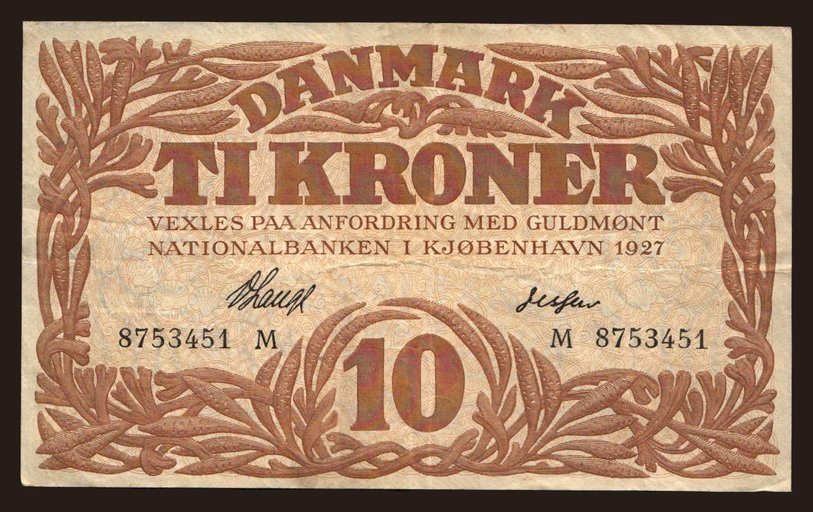 DANMARK
TI KRONER
VEXLES PAA ANFORDRING MED GULDMØNT
NATIONALBANKEN I KJØBENHAVN 1927
8753451 M M 8753451
10